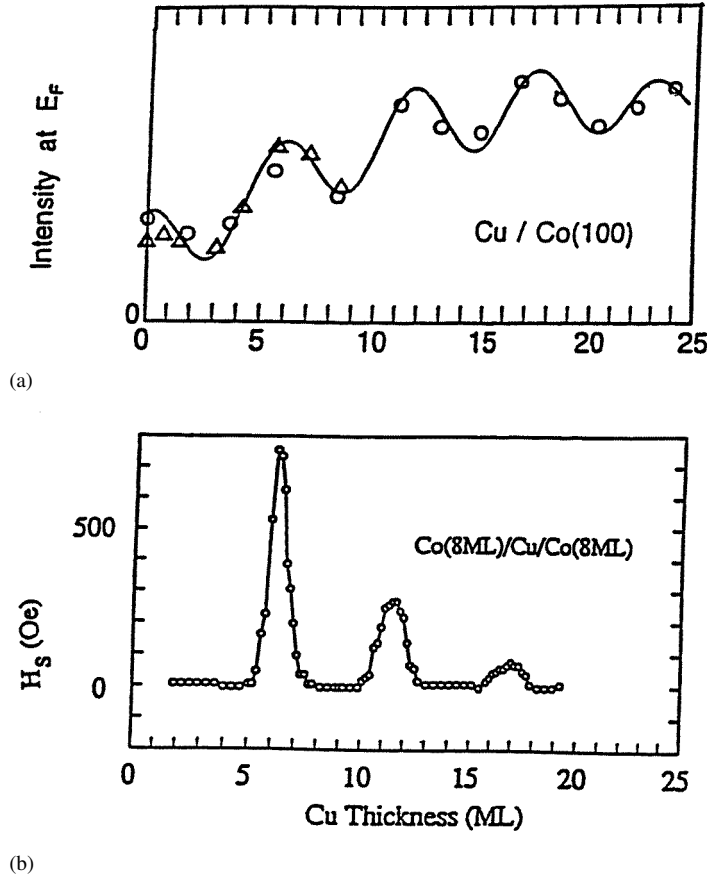 Intensity at E_F
Cu / Co(100)
0
0 5 10 15 20 25
(a)
500
Co(8ML)/Cu/Co(8ML)
H_S (Oe)
0
0 5 10 15 20 25
Cu Thickness (ML)
(b)